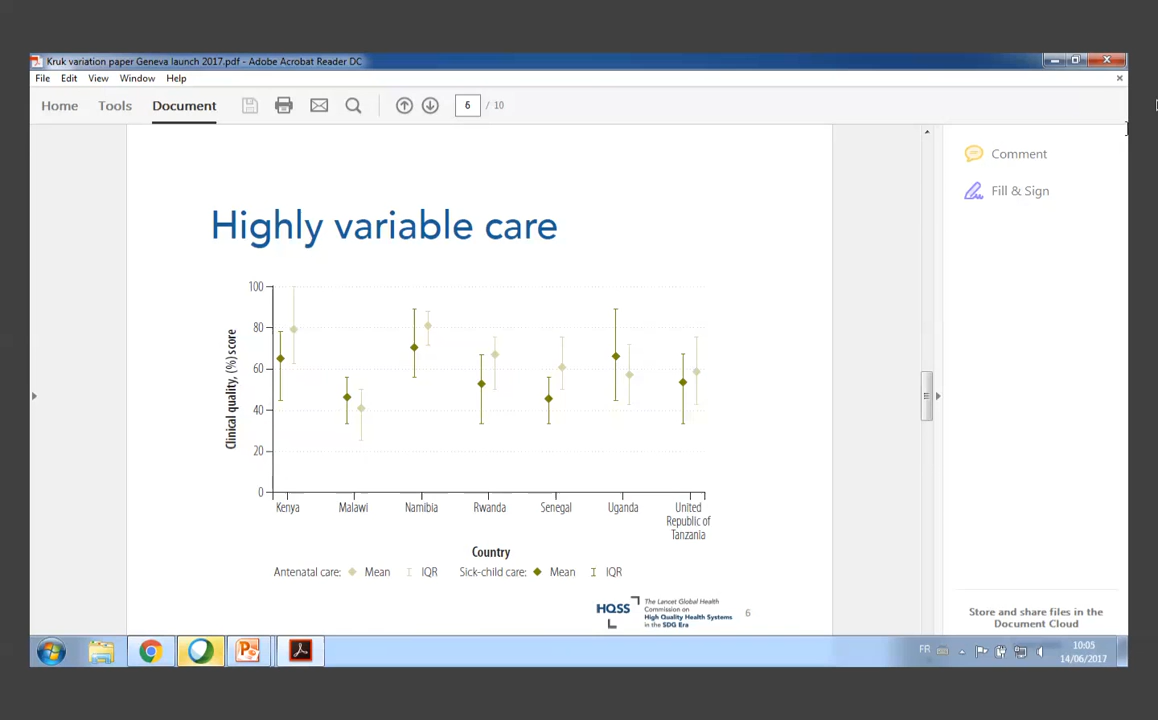 Kruk variation paper Geneva launch 2017.pdf - Adobe Acrobat Reader DC
File Edit View Window Help
Home Tools Document 6 / 10
Comment
Fill & Sign
Highly variable care
Clinical quality, (%) score
100
80
60
40
20
0
Kenya Malawi Namibia Rwanda Senegal Uganda United
Republic of
Tanzania
Country
Antenatal care: Mean IQR Sick-child care: Mean IQR
HQSS
The Lancet Global Health
Commission on
High Quality Health Systems
in the SDG Era
6
Store and share files in the
Document Cloud
FR
10:05
14/06/2017